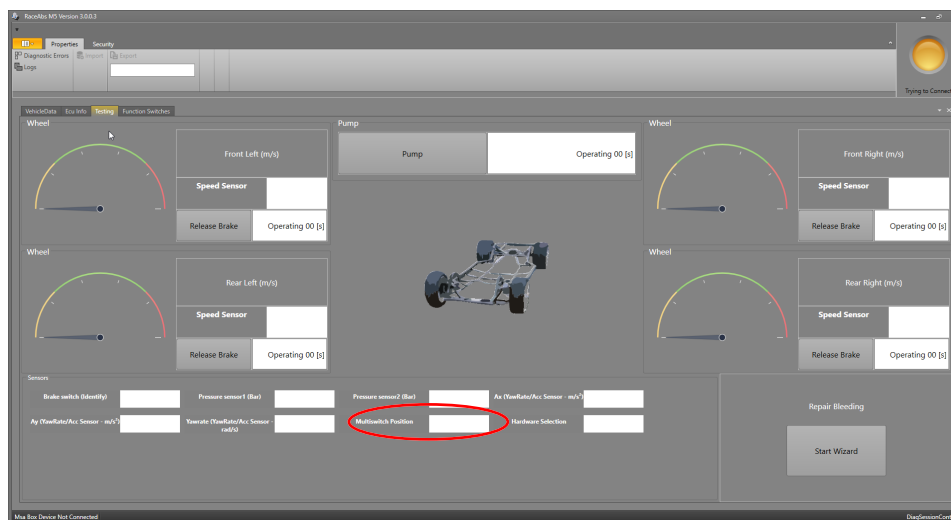 RaceAbs M5 Version 3.0.0.3
Properties Security
Diagnostic Errors Import Export
Logs
Trying to Connect
VehicleData Ecu Info Testing Function Switches
Wheel
Front Left (m/s)
Speed Sensor
Release Brake Operating 00 [s]
Pump
Pump Operating 00 [s]
Wheel
Front Right (m/s)
Speed Sensor
Release Brake Operating 00 [s]
Wheel
Rear Left (m/s)
Speed Sensor
Release Brake Operating 00 [s]
Wheel
Rear Right (m/s)
Speed Sensor
Release Brake Operating 00 [s]
Sensors
Brake switch (Identify) Pressure sensor1 (Bar) Pressure sensor2 (Bar) Ax (YawRate/Acc Sensor - m/s²)
Ay (YawRate/Acc Sensor - m/s²) Yawrate (YawRate/Acc Sensor - rad/s) Multiswitch Position Hardware Selection
Repair Bleeding
Start Wizard
Msa Box Device Not Connected DiagSessionCont